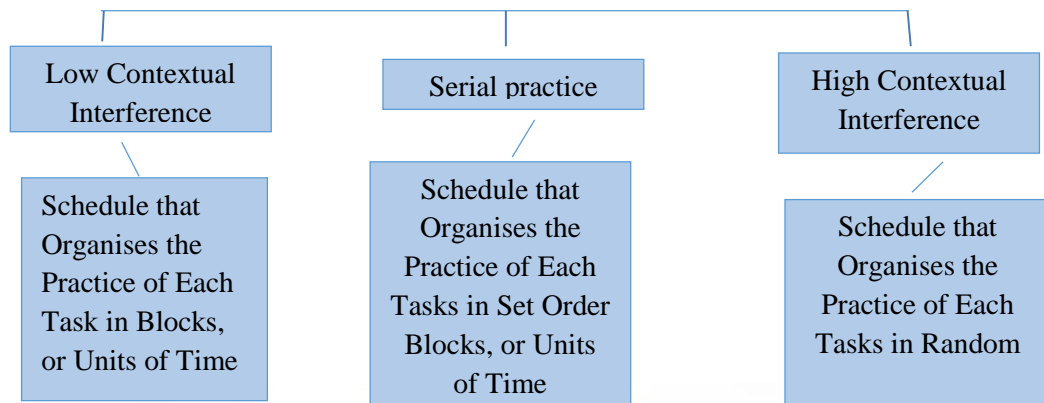 Low Contextual
Interference
Serial practice
High Contextual
Interference
Schedule that
Organises the
Practice of Each
Task in Blocks,
or Units of Time
Schedule that
Organises the
Practice of Each
Tasks in Set Order
Blocks, or Units
of Time
Schedule that
Organises the
Practice of Each
Tasks in Random